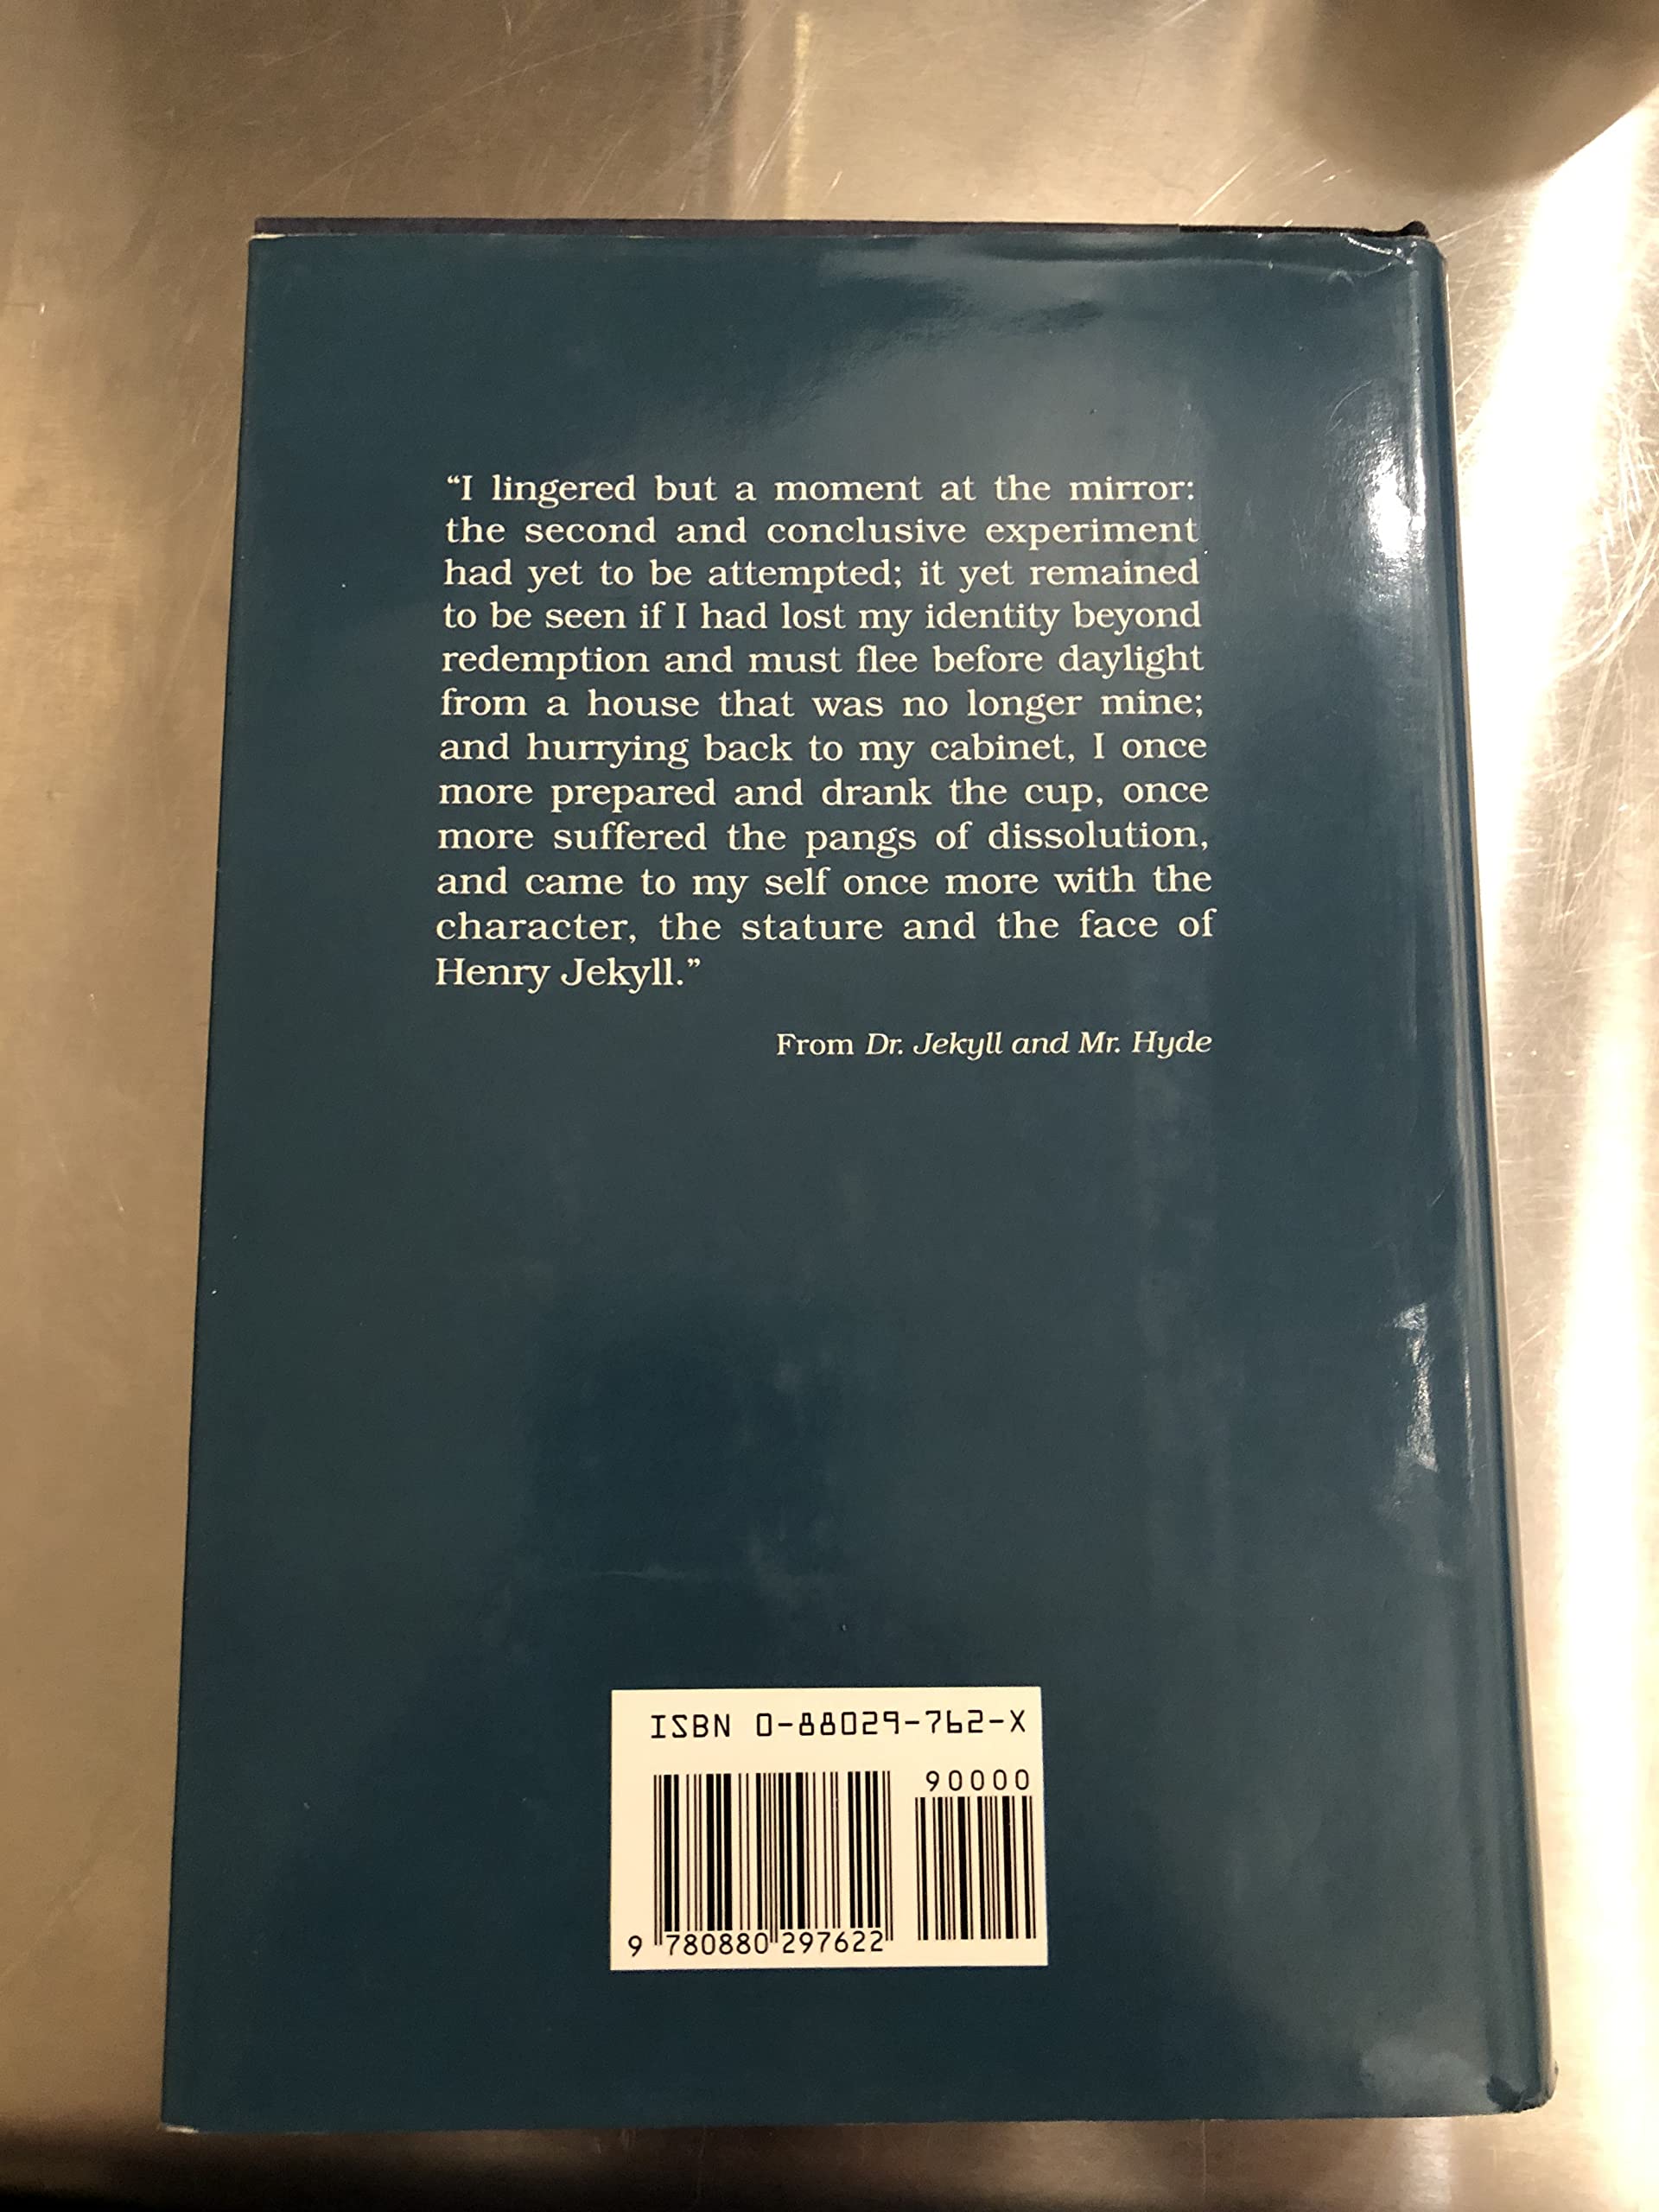 “I lingered but a moment at the mirror:
the second and conclusive experiment
had yet to be attempted; it yet remained
to be seen if I had lost my identity beyond
redemption and must flee before daylight
from a house that was no longer mine;
and hurrying back to my cabinet, I once
more prepared and drank the cup, once
more suffered the pangs of dissolution,
and came to my self once more with the
character, the stature and the face of
Henry Jekyll.”
From Dr. Jekyll and Mr. Hyde
ISBN 0-88029-762-X
90000
9 780880 297622